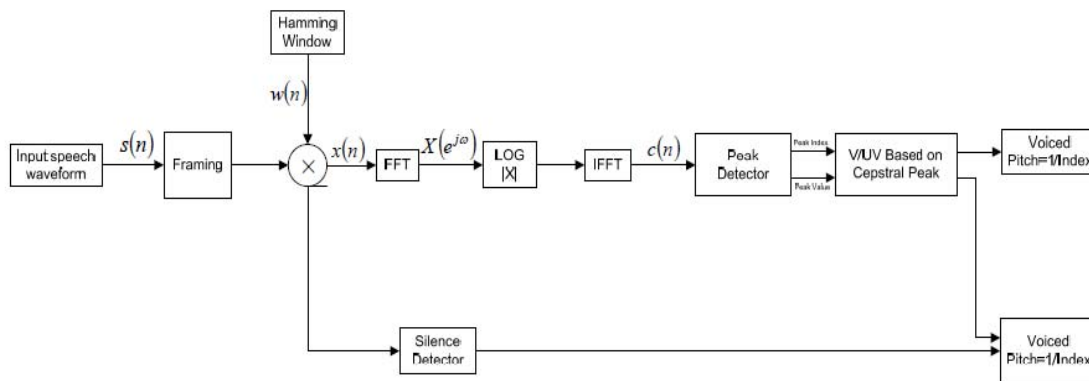 Hamming
Window
w(n)
Input speech
waveform
s(n)
Framing
×
x(n)
FFT
X(e^{jω})
LOG
|X|
IFFT
c(n)
Peak
Detector
Peak Index
Peak Value
V/UV Based on
Cepstral Peak
Voiced
Pitch=1/Index
Silence
Detector
Voiced
Pitch=1/Index